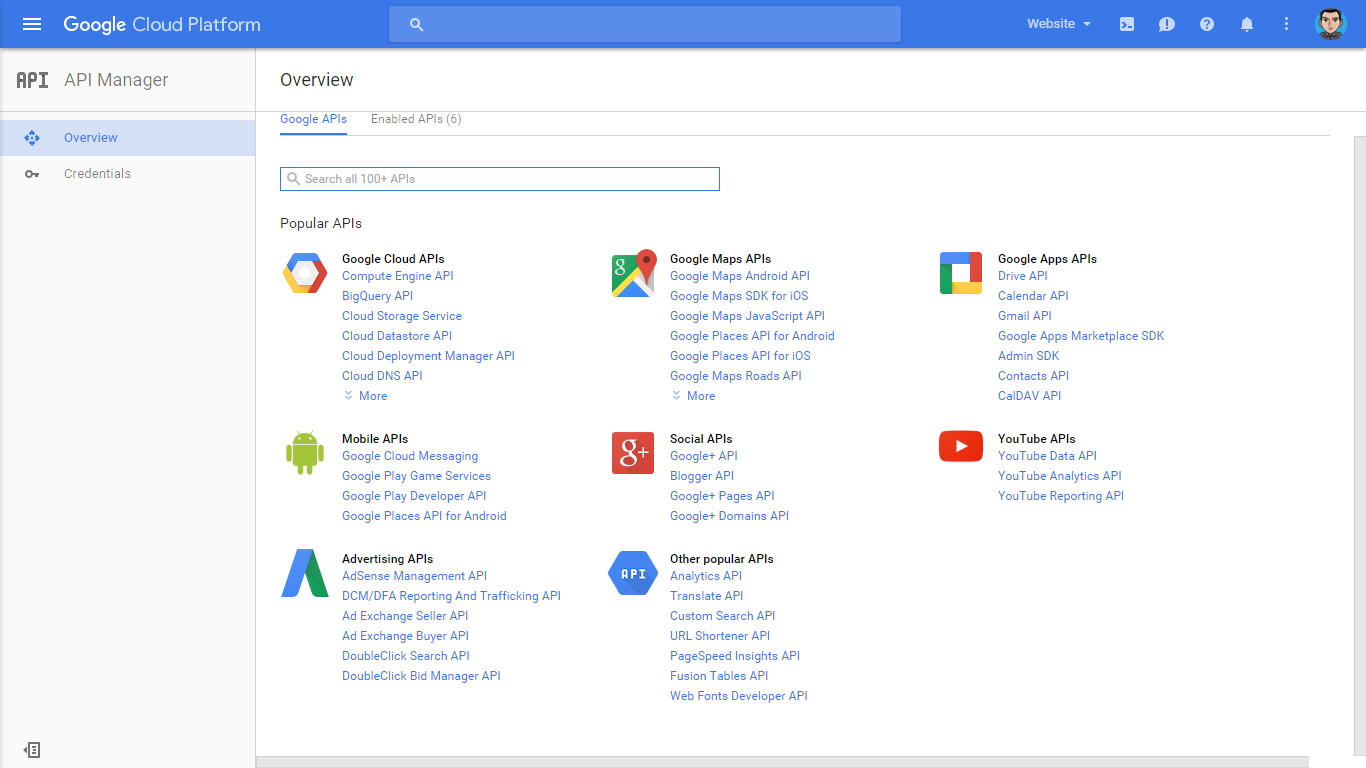 Google Cloud Platform
Website
API API Manager
Overview
Overview
Credentials
Google APIs Enabled APIs (6)
Search all 100+ APIs
Popular APIs
Google Cloud APIs
Compute Engine API
BigQuery API
Cloud Storage Service
Cloud Datastore API
Cloud Deployment Manager API
Cloud DNS API
More
g
Google Maps APIs
Google Maps Android API
Google Maps SDK for iOS
Google Maps JavaScript API
Google Places API for Android
Google Places API for iOS
Google Maps Roads API
More
Google Apps APIs
Drive API
Calendar API
Gmail API
Google Apps Marketplace SDK
Admin SDK
Contacts API
CalDAV API
Mobile APIs
Google Cloud Messaging
Google Play Game Services
Google Play Developer API
Google Places API for Android
g+
Social APIs
Google+ API
Blogger API
Google+ Pages API
Google+ Domains API
YouTube APIs
YouTube Data API
YouTube Analytics API
YouTube Reporting API
Advertising APIs
AdSense Management API
DCM/DFA Reporting And Trafficking API
Ad Exchange Seller API
Ad Exchange Buyer API
DoubleClick Search API
DoubleClick Bid Manager API
API
Other popular APIs
Analytics API
Translate API
Custom Search API
URL Shortener API
PageSpeed Insights API
Fusion Tables API
Web Fonts Developer API